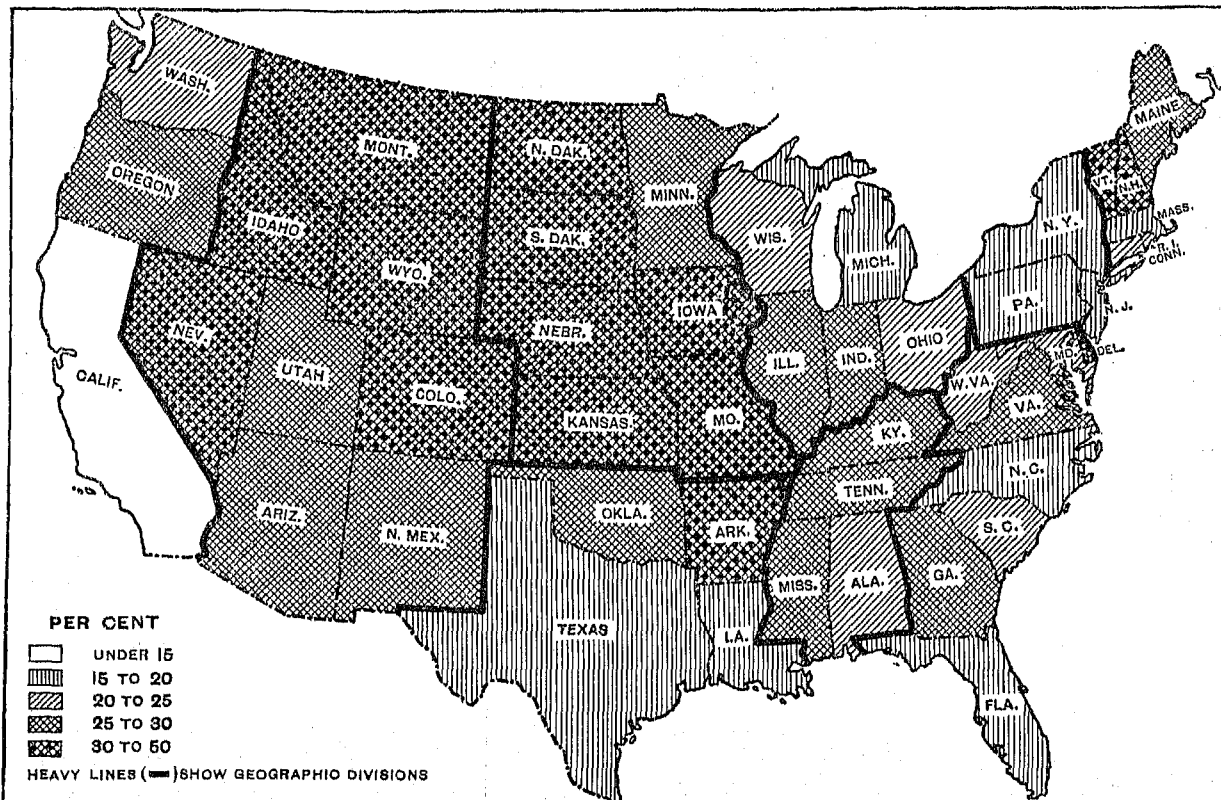 WASH.
MONT.
N. DAK.
MINN.
MAINE
OREGON
IDAHO
S. DAK.
WIS.
MICH.
VT.
N.H.
N. Y.
MASS.
R. I.
CONN.
WYO.
IOWA
NEBR.
PA.
N. J.
NEV.
UTAH
COLO.
ILL.
IND.
OHIO
MD.
DEL.
CALIF.
KANSAS.
MO.
W.VA.
VA.
KY.
ARIZ.
N. MEX.
OKLA.
ARK.
TENN.
N.C.
S. C.
MISS.
ALA.
GA.
TEXAS
LA.
FLA.
PER CENT
UNDER 15
15 TO 20
20 TO 25
25 TO 30
30 TO 50
HEAVY LINES (━) SHOW GEOGRAPHIC DIVISIONS